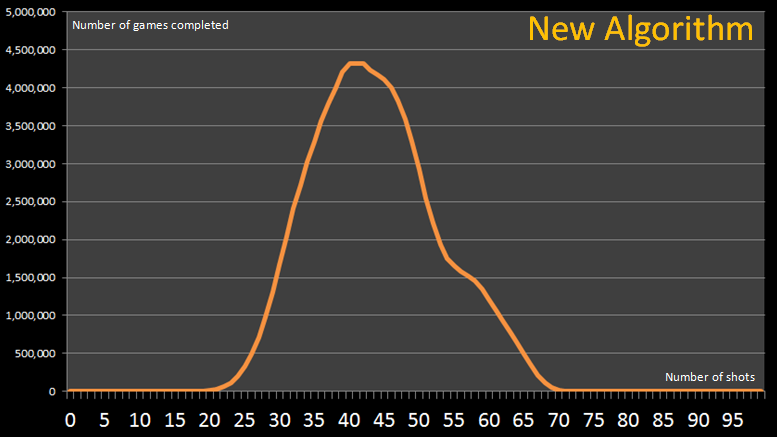 New Algorithm
Number of games completed
5,000,000
4,500,000
4,000,000
3,500,000
3,000,000
2,500,000
2,000,000
1,500,000
1,000,000
500,000
0
Number of shots
0 5 10 15 20 25 30 35 40 45 50 55 60 65 70 75 80 85 90 95